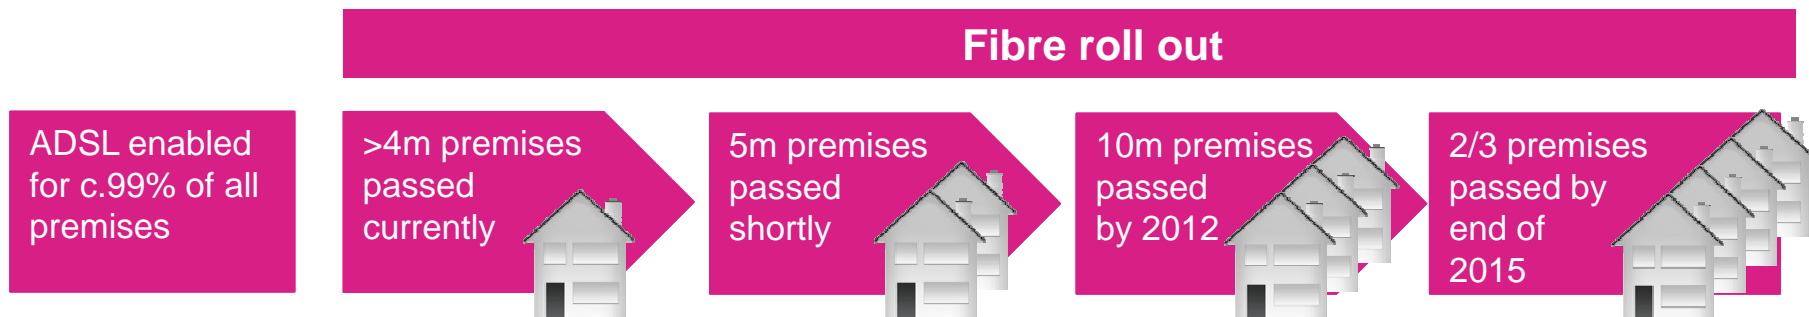 Fibre roll out
ADSL enabled
for c.99% of all
premises
>4m premises
passed
currently
5m premises
passed
shortly
10m premises
passed
by 2012
2/3 premises
passed by
end of
2015